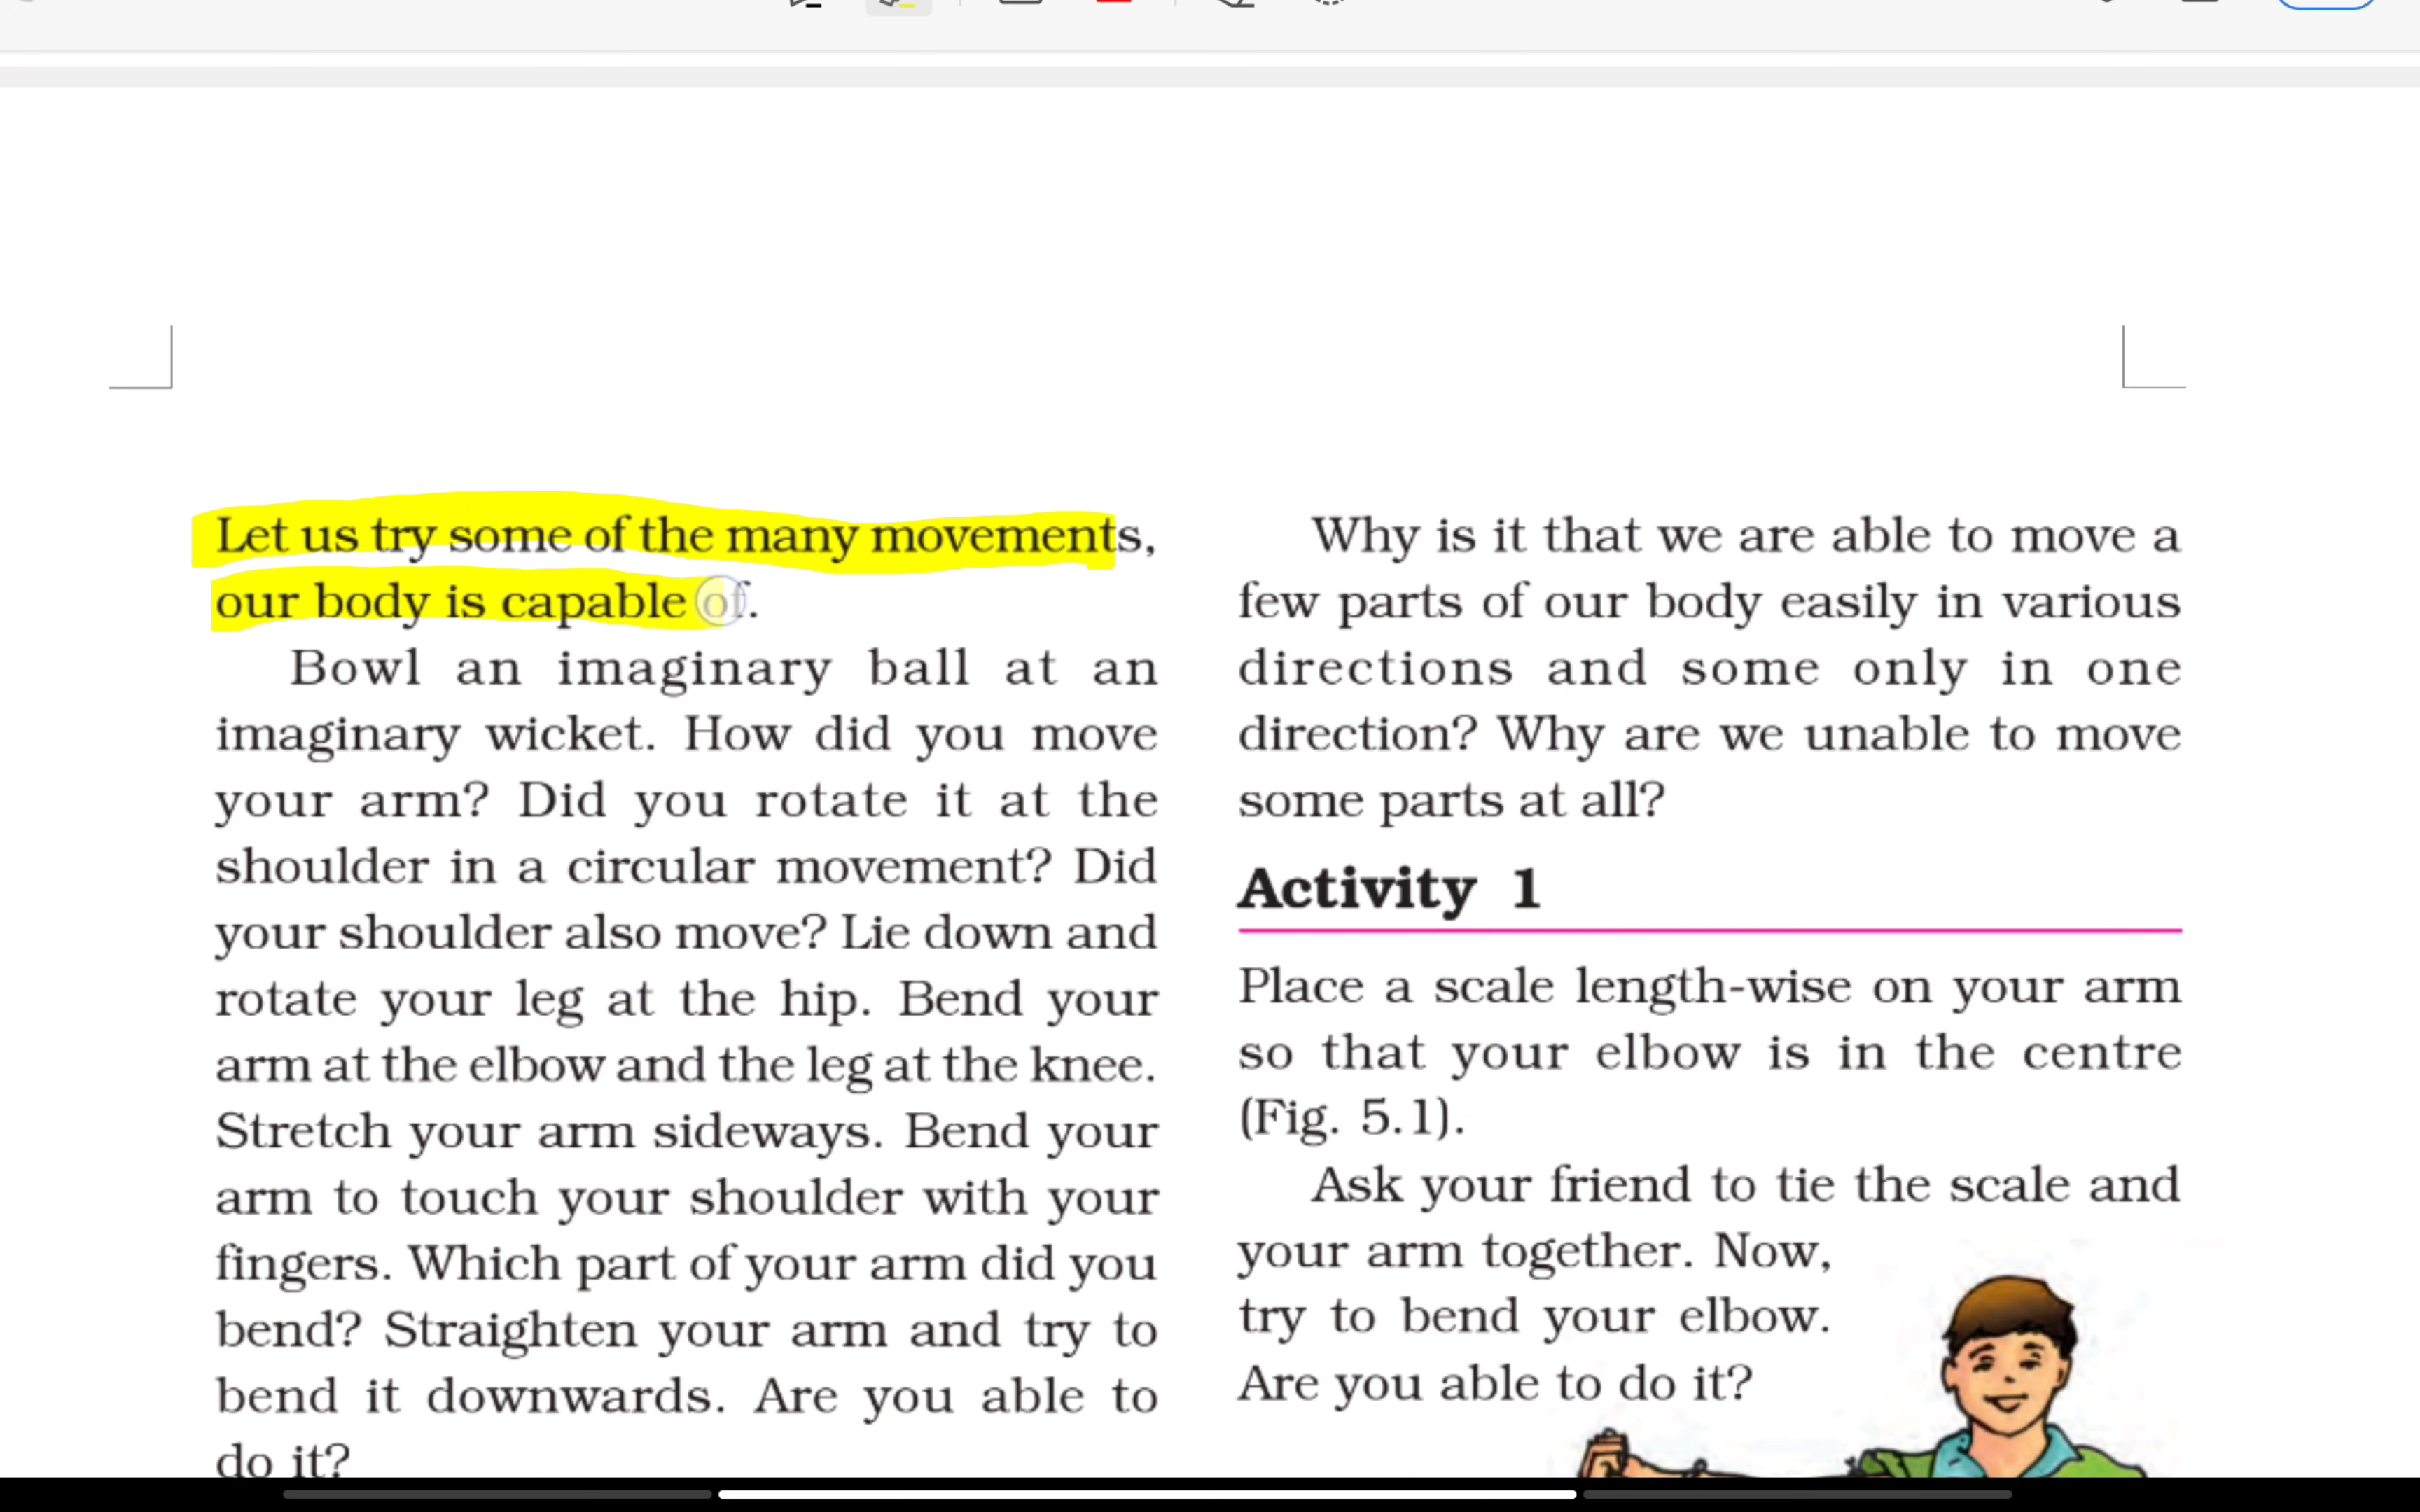 Let us try some of the many movements,
our body is capable of.
Bowl an imaginary ball at an
imaginary wicket. How did you move
your arm? Did you rotate it at the
shoulder in a circular movement? Did
your shoulder also move? Lie down and
rotate your leg at the hip. Bend your
arm at the elbow and the leg at the knee.
Stretch your arm sideways. Bend your
arm to touch your shoulder with your
fingers. Which part of your arm did you
bend? Straighten your arm and try to
bend it downwards. Are you able to
do it?
Why is it that we are able to move a
few parts of our body easily in various
directions and some only in one
direction? Why are we unable to move
some parts at all?
Activity 1
Place a scale length-wise on your arm
so that your elbow is in the centre
(Fig. 5.1).
Ask your friend to tie the scale and
your arm together. Now,
try to bend your elbow.
Are you able to do it?